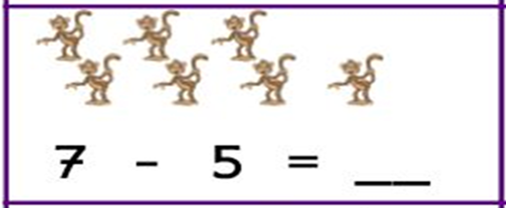 7 - 5 = __